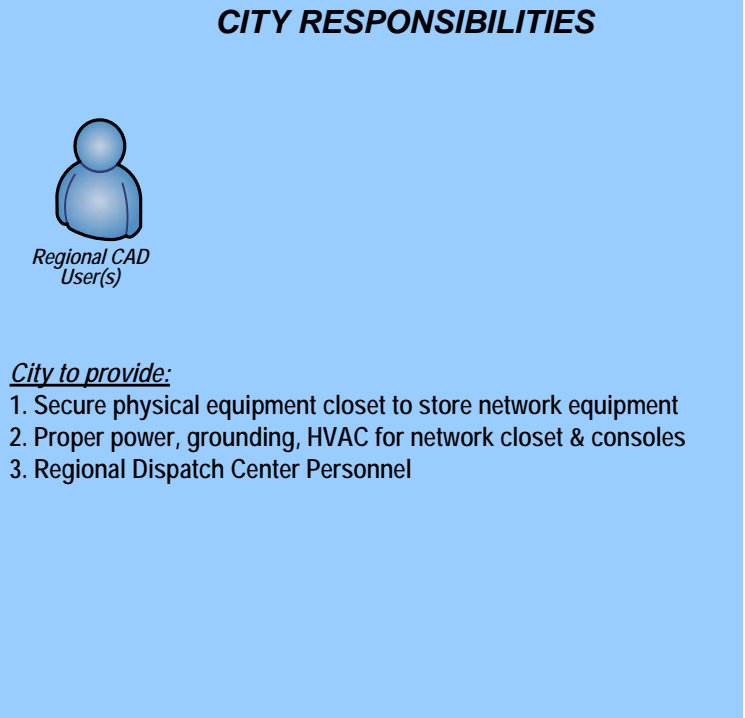 CITY RESPONSIBILITIES
Regional CAD
User(s)
City to provide:
1. Secure physical equipment closet to store network equipment
2. Proper power, grounding, HVAC for network closet & consoles
3. Regional Dispatch Center Personnel